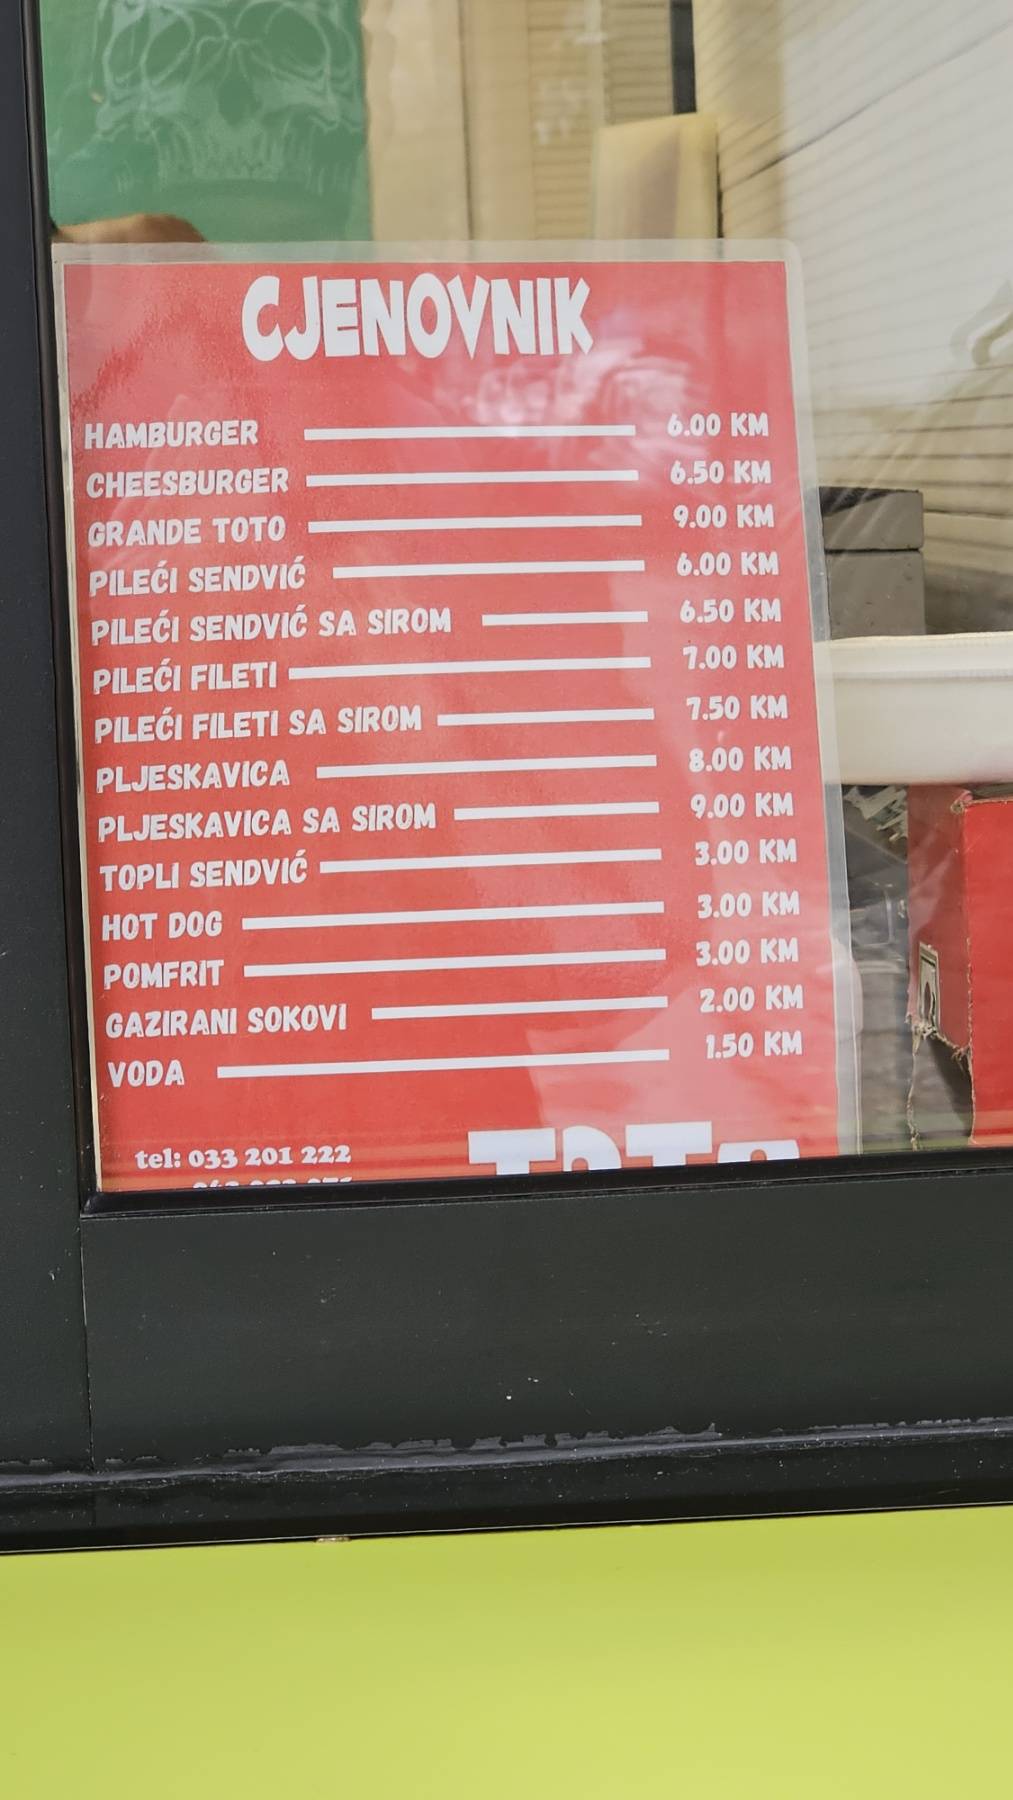 CJENOVNIK
HAMBURGER 6.00 KM
CHEESBURGER 6.50 KM
GRANDE TOTO 9.00 KM
PILEĆI SENDVIĆ 6.00 KM
PILEĆI SENDVIĆ SA SIROM 6.50 KM
PILEĆI FILETI 7.00 KM
PILEĆI FILETI SA SIROM 7.50 KM
PLJESKAVICA 8.00 KM
PLJESKAVICA SA SIROM 9.00 KM
TOPLI SENDVIĆ 3.00 KM
HOT DOG 3.00 KM
POMFRIT 3.00 KM
GAZIRANI SOKOVI 2.00 KM
VODA 1.50 KM
tel: 033 201 222